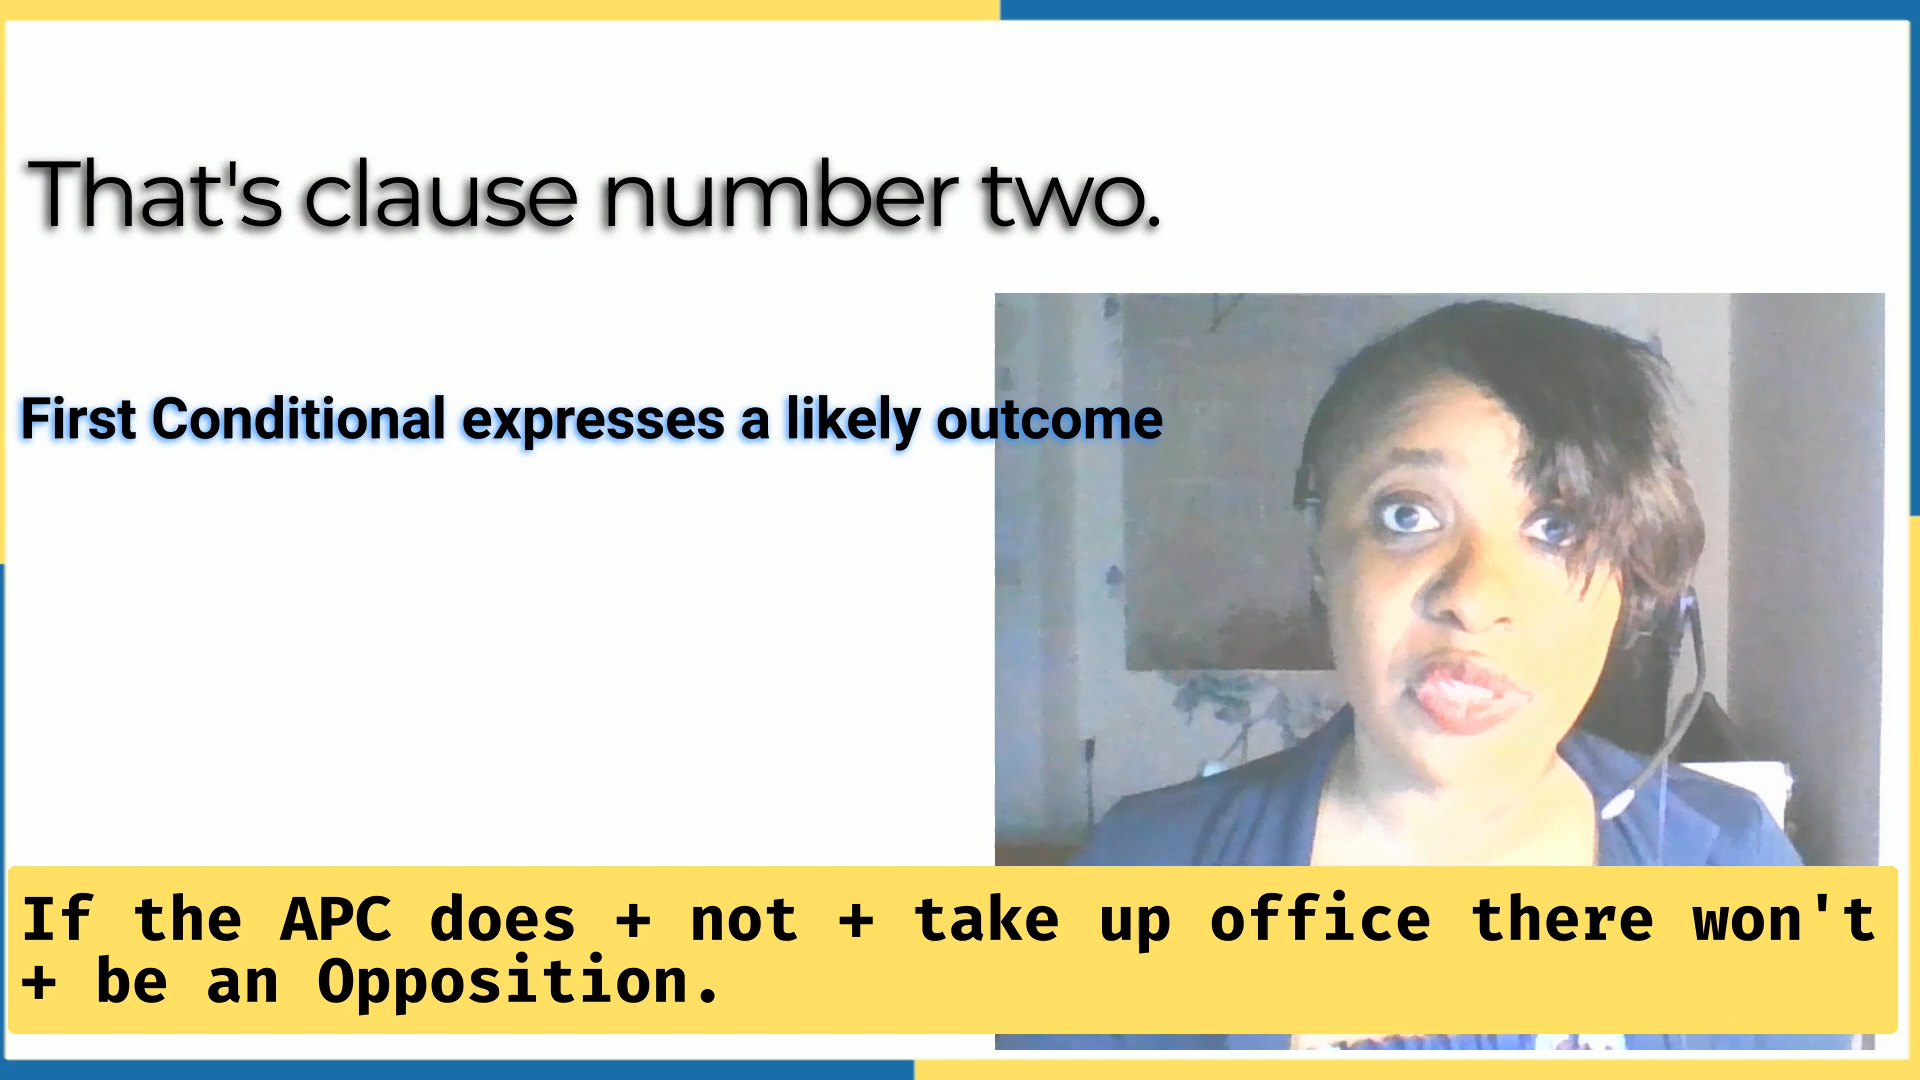 That's clause number two.
First Conditional expresses a likely outcome
If the APC does + not + take up office there won't
+ be an Opposition.